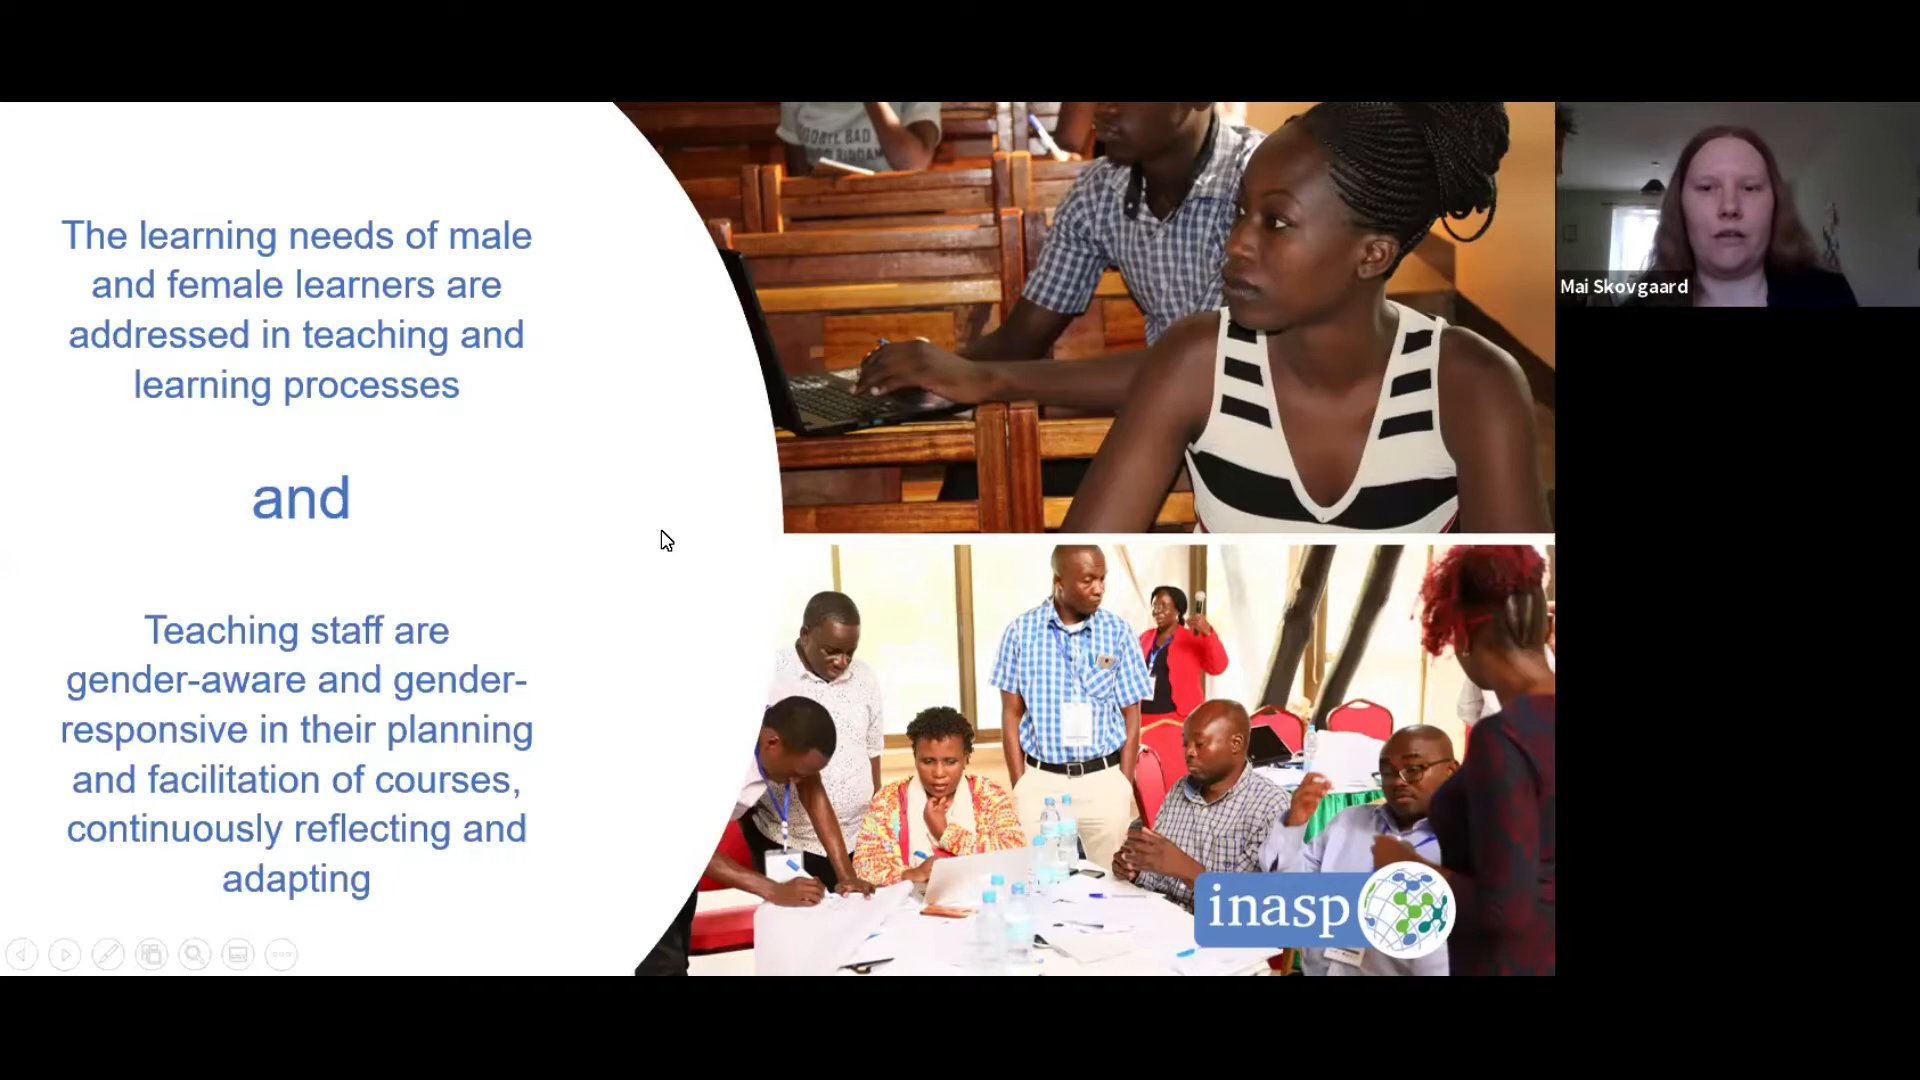 The learning needs of male
and female learners are
addressed in teaching and
learning processes
and
Teaching staff are
gender-aware and gender-
responsive in their planning
and facilitation of courses,
continuously reflecting and
adapting
inasp
Mai Skovgaard